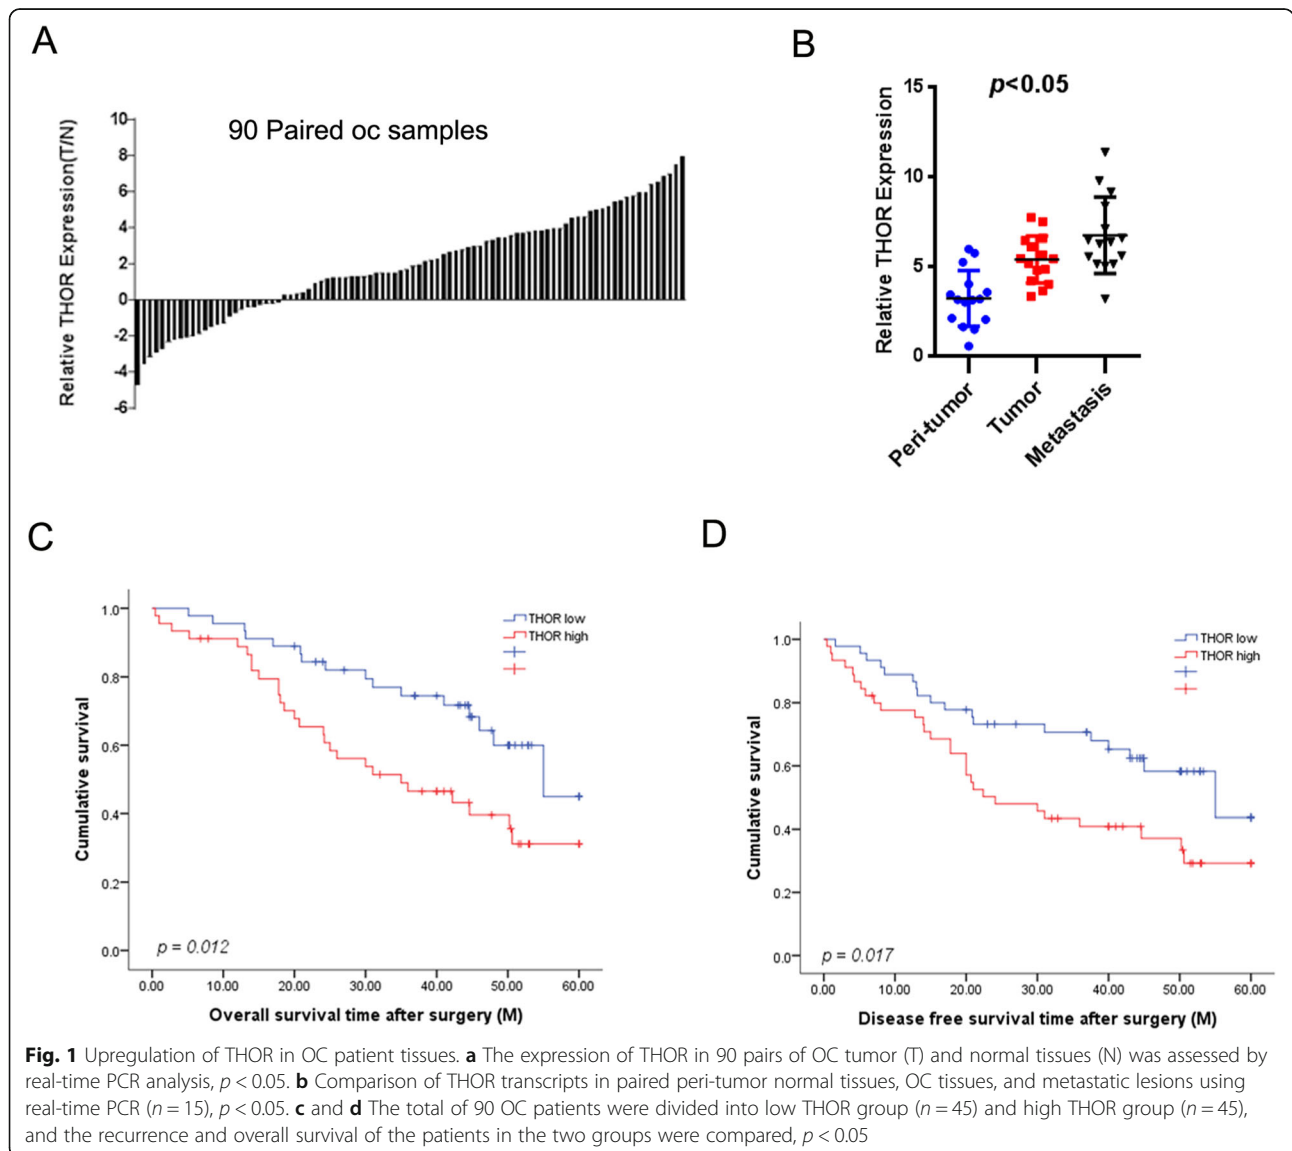 A
90 Paired oc samples
Relative THOR Expression(T/N)
10
8
6
4
2
0
-2
-4
-6
B
p<0.05
Relative THOR Expression
15
10
5
0
Peri-tumor
Tumor
Metastasis
C
THOR low
THOR high
Cumulative survival
1.0
0.8
0.6
0.4
0.2
0.0
p = 0.012
0.00 10.00 20.00 30.00 40.00 50.00 60.00
Overall survival time after surgery (M)
D
THOR low
THOR high
Cumulative survival
1.0
0.8
0.6
0.4
0.2
0.0
p = 0.017
0.00 10.00 20.00 30.00 40.00 50.00 60.00
Disease free survival time after surgery (M)
Fig. 1 Upregulation of THOR in OC patient tissues. a The expression of THOR in 90 pairs of OC tumor (T) and normal tissues (N) was assessed by
real-time PCR analysis, p < 0.05. b Comparison of THOR transcripts in paired peri-tumor normal tissues, OC tissues, and metastatic lesions using
real-time PCR (n = 15), p < 0.05. c and d The total of 90 OC patients were divided into low THOR group (n = 45) and high THOR group (n = 45),
and the recurrence and overall survival of the patients in the two groups were compared, p < 0.05